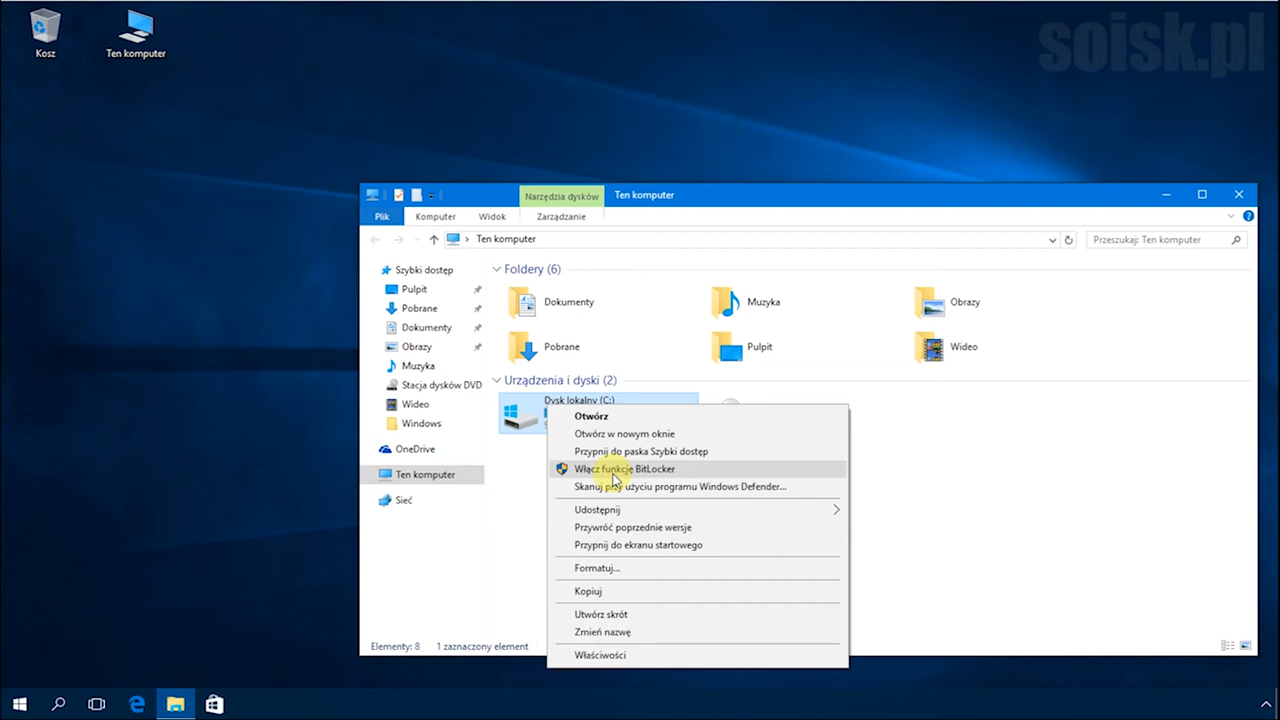 soisk.pl
Kosz
Ten komputer
Narzędzia dysków
Ten komputer
Plik
Komputer
Widok
Zarządzanie
Ten komputer
Przeszukaj: Ten komputer
Szybki dostęp
Pulpit
Pobrane
Dokumenty
Obrazy
Muzyka
Stacja dysków DVD
Wideo
Windows
OneDrive
Ten komputer
Sieć
Foldery (6)
Dokumenty
Muzyka
Obrazy
Pobrane
Pulpit
Wideo
Urządzenia i dyski (2)
Dysk lokalny (C:)
Otwórz
Otwórz w nowym oknie
Przypnij do paska Szybki dostęp
Włącz funkcję BitLocker
Skanuj przy użyciu programu Windows Defender...
Udostępnij
Przywróć poprzednie wersje
Przypnij do ekranu startowego
Formatuj...
Kopiuj
Utwórz skrót
Zmień nazwę
Właściwości
Elementy: 8
1 zaznaczony element